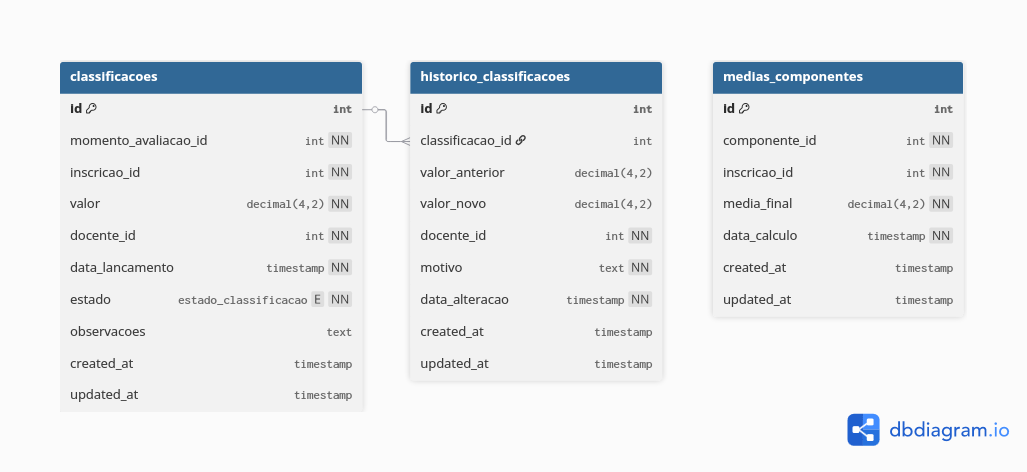 classificacoes
id int
momento_avaliacao_id int NN
inscricao_id int NN
valor decimal(4,2) NN
docente_id int NN
data_lancamento timestamp NN
estado estado_classificacao E NN
observacoes text
created_at timestamp
updated_at timestamp
historico_classificacoes
id int
classificacao_id int
valor_anterior decimal(4,2)
valor_novo decimal(4,2)
docente_id int NN
motivo text NN
data_alteracao timestamp NN
created_at timestamp
updated_at timestamp
medias_componentes
id int
componente_id int NN
inscricao_id int NN
media_final decimal(4,2) NN
data_calculo timestamp NN
created_at timestamp
updated_at timestamp
dbdiagram.io